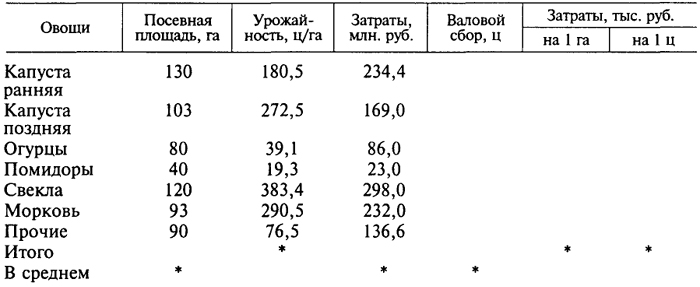 Овощи Посевная площадь, га Урожай-ность, ц/га Затраты, млн. руб. Валовой сбор, ц Затраты, тыс. руб.
на 1 га на 1 ц
Капуста ранняя 130 180,5 234,4
Капуста поздняя 103 272,5 169,0
Огурцы 80 39,1 86,0
Помидоры 40 19,3 23,0
Свекла 120 383,4 298,0
Морковь 93 290,5 232,0
Прочие 90 76,5 136,6
Итого * * *
В среднем * * *